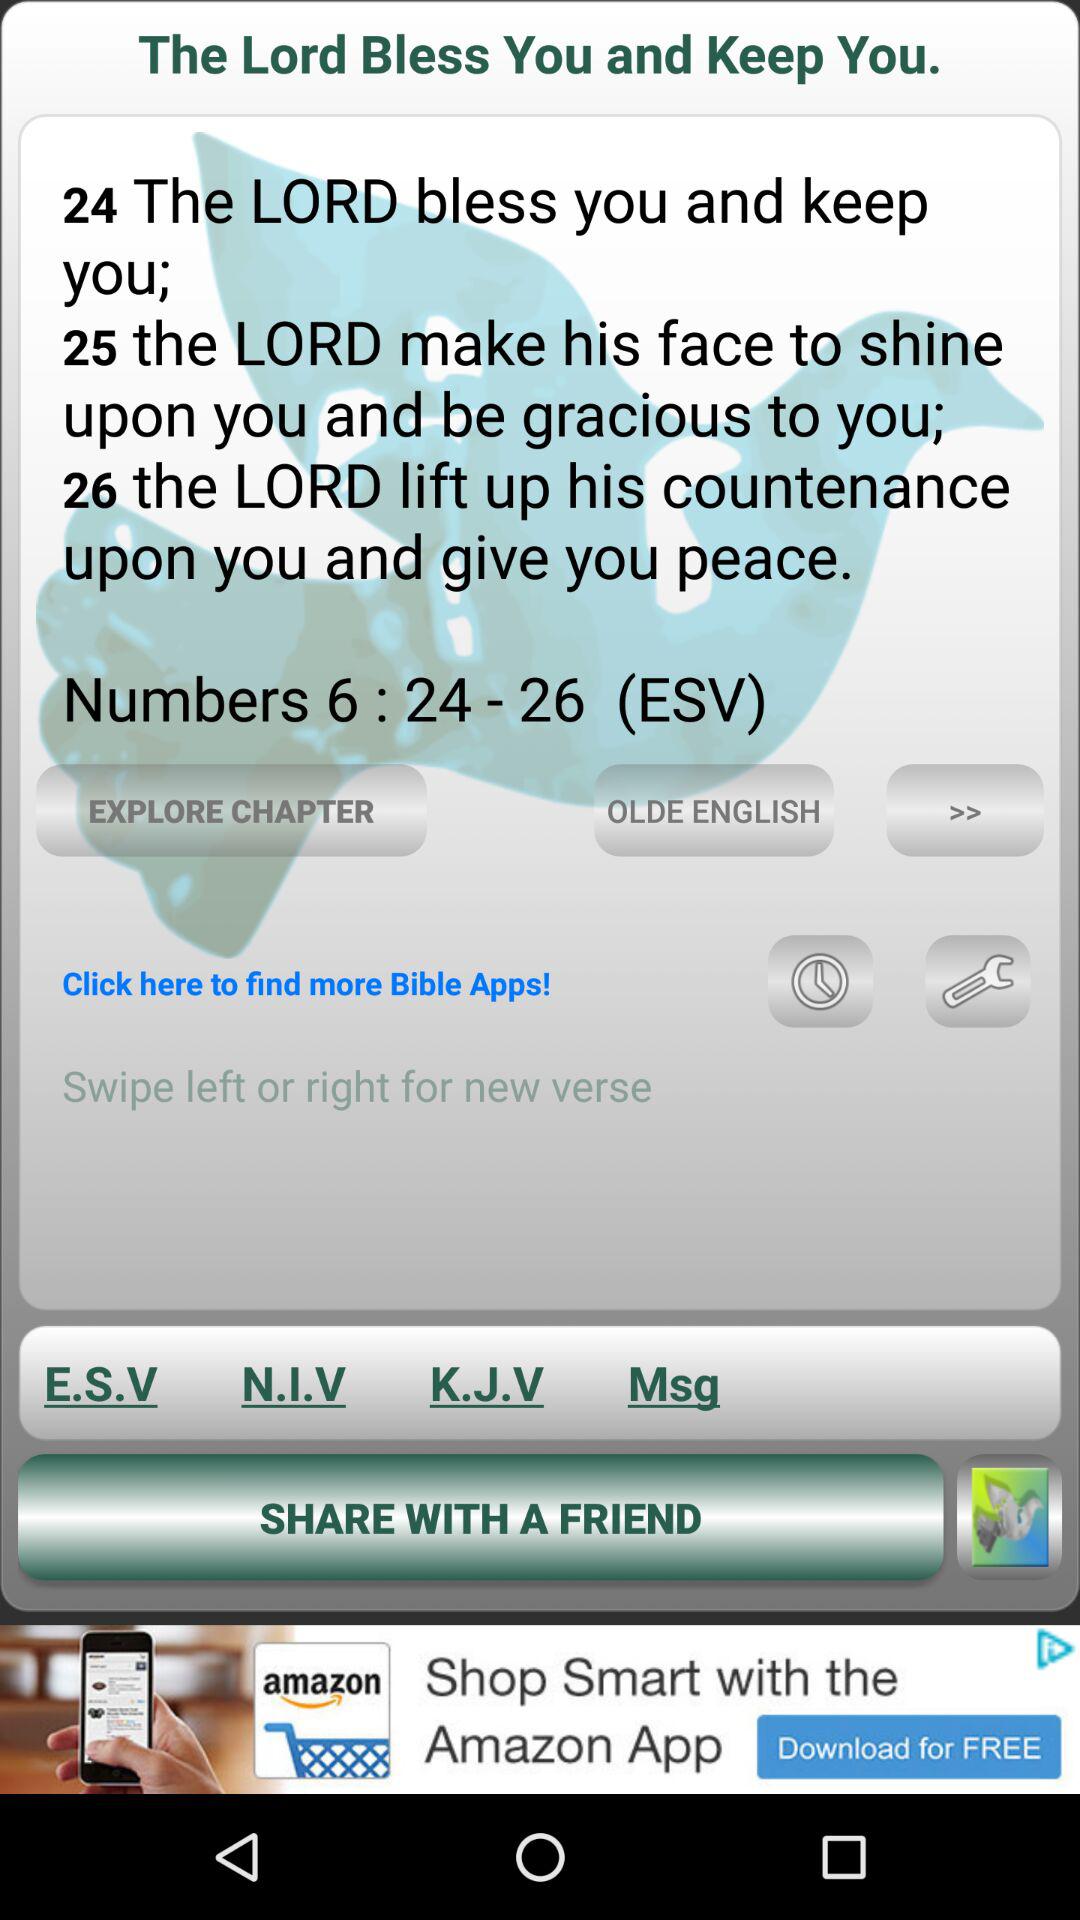 The Lord Bless You and Keep You.
24 The LORD bless you and keep
you;
25 the LORD make his face to shine
upon you and be gracious to you;
26 the LORD lift up his countenance
upon you and give you peace.
Numbers 6 : 24 - 26 (ESV)
EXPLORE CHAPTER
OLDE ENGLISH
>>
Click here to find more Bible Apps!
Swipe left or right for new verse
E.S.V N.I.V K.J.V Msg
SHARE WITH A FRIEND
amazon
Shop Smart with the
Amazon App
Download for FREE